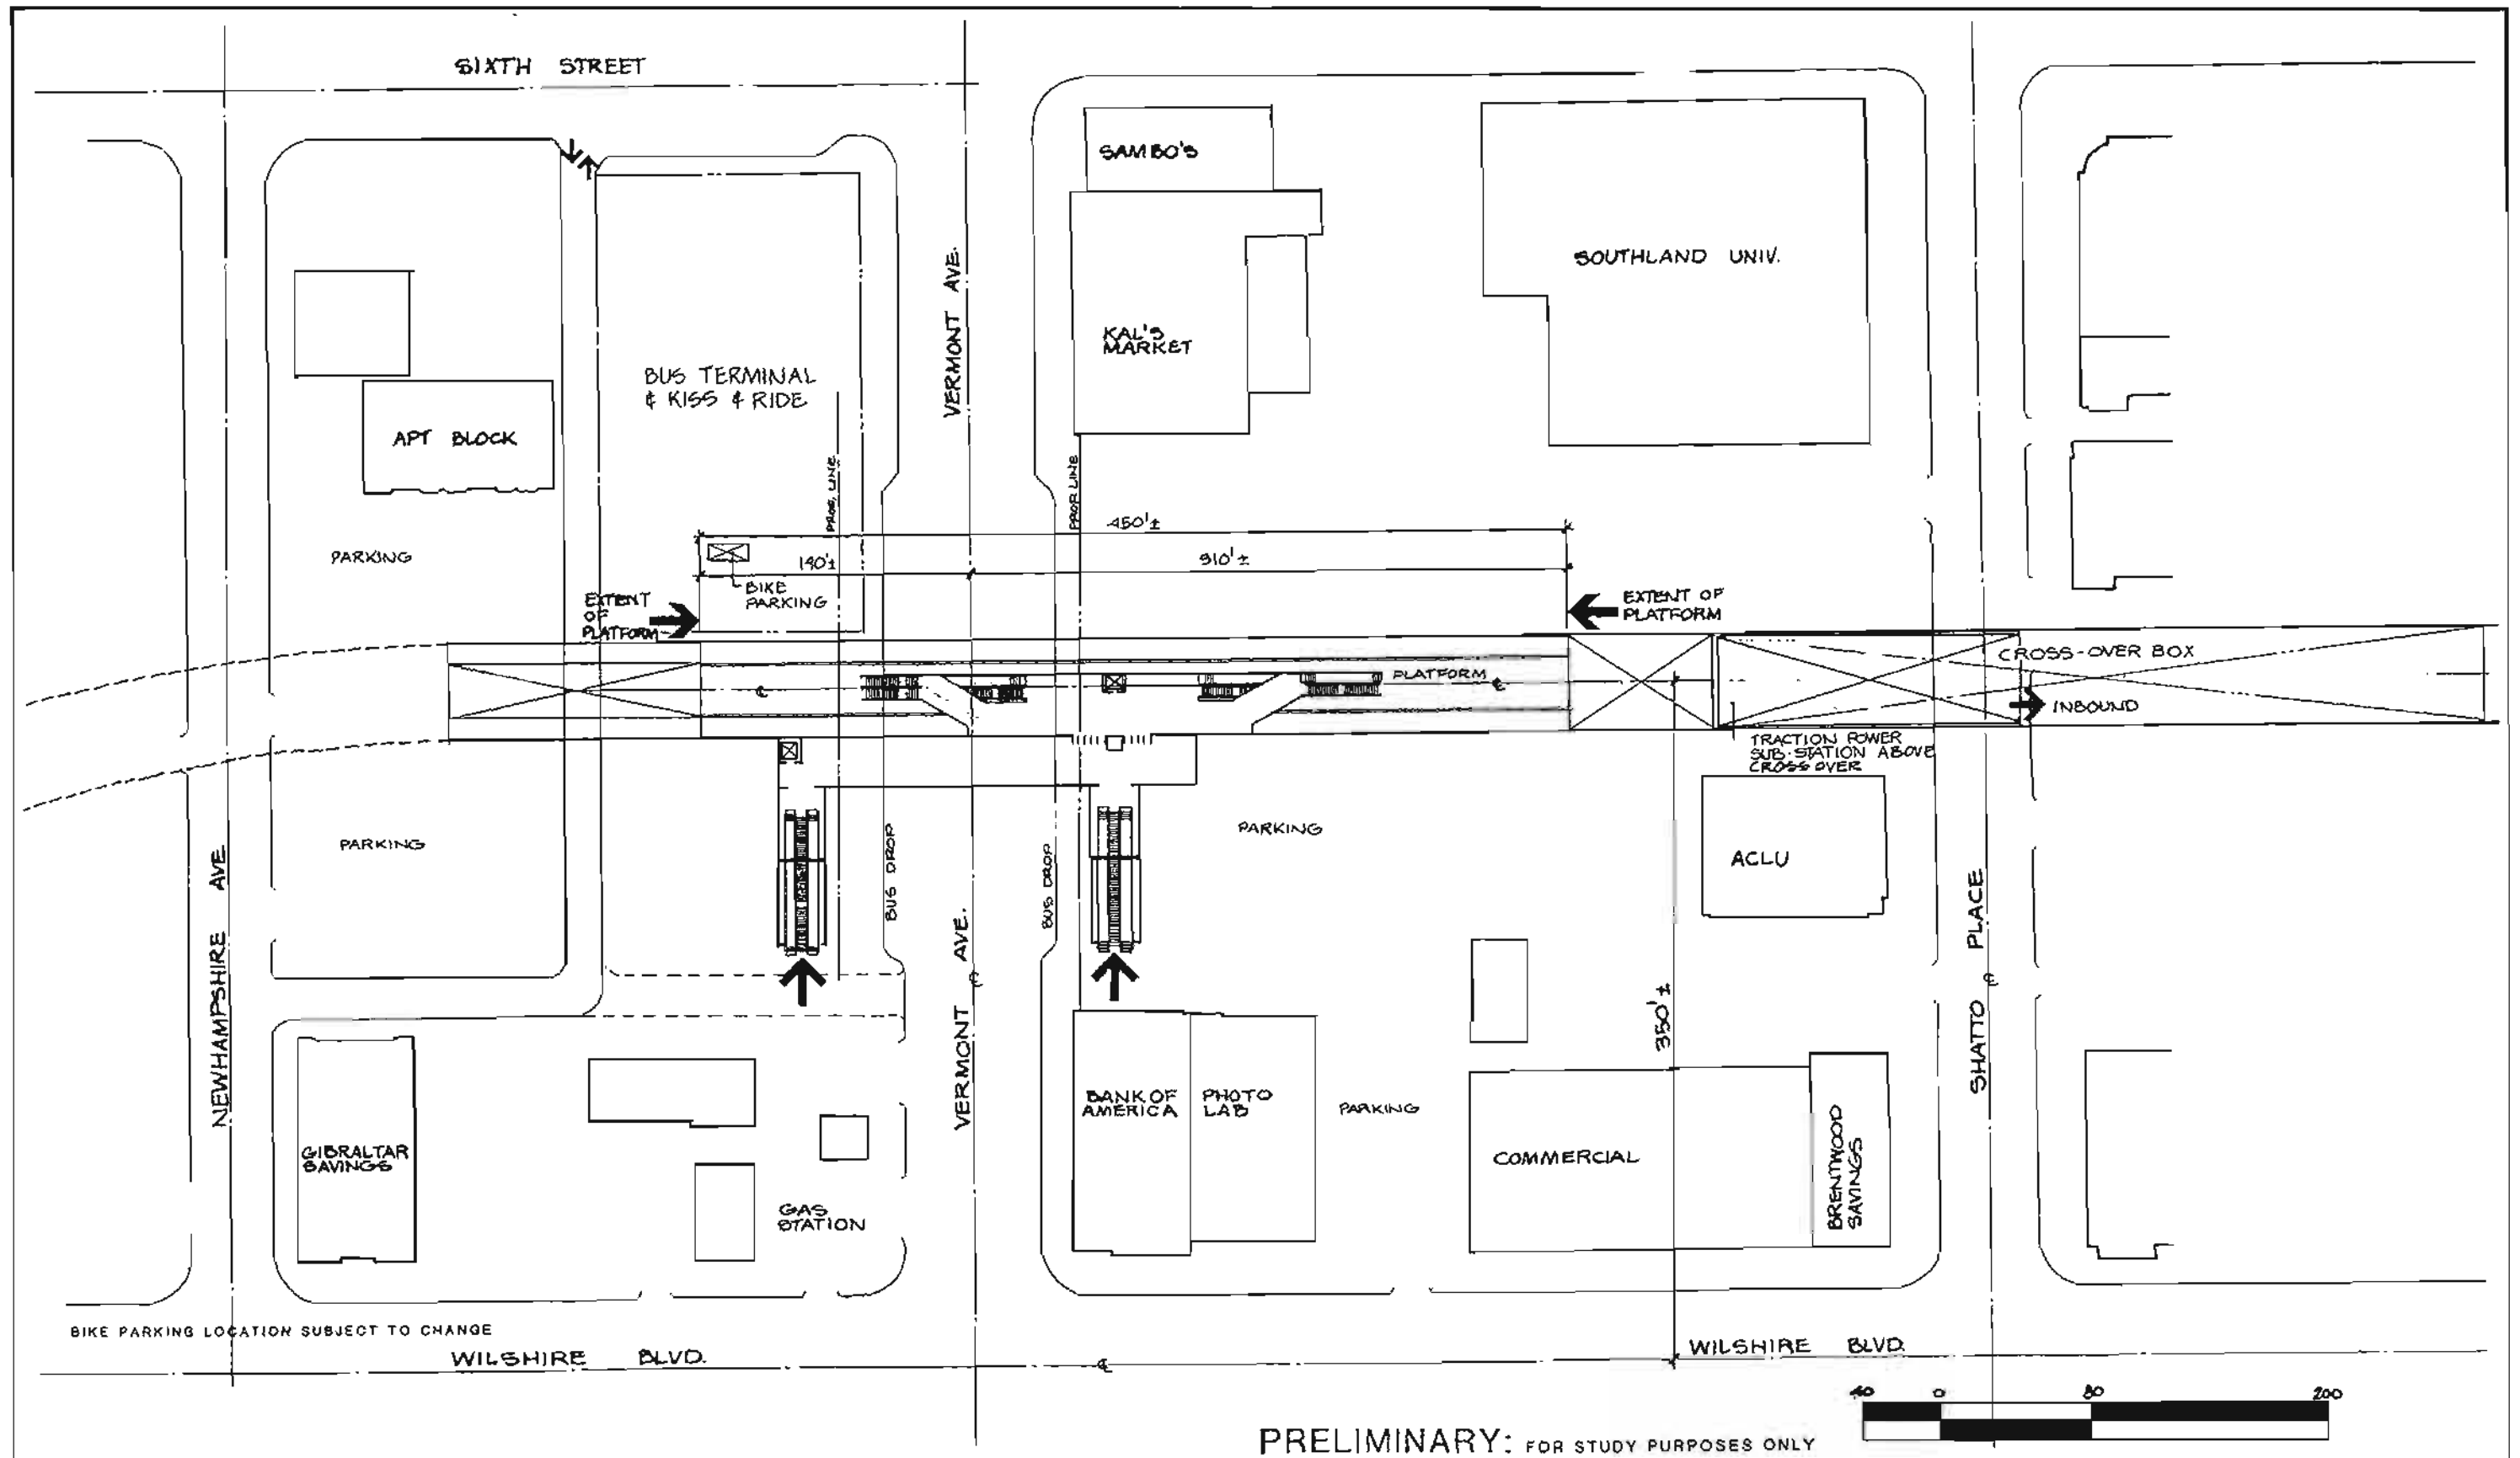 SIXTH STREET
SAMBO'S
SOUTHLAND UNIV.
VERMONT AVE.
KAL'S
MARKET
BUS TERMINAL
& KISS & RIDE
APT BLOCK
PROP. LINE
PROP LINE
450'±
PARKING
140'±
310'±
BIKE
PARKING
EXTENT
OF
PLATFORM
EXTENT OF
PLATFORM
CROSS-OVER BOX
PLATFORM
INBOUND
TRACTION POWER
SUB-STATION ABOVE
CROSS OVER
PARKING
PARKING
BUS DROP
BUS DROP
ACLU
NEWHAMPSHIRE AVE.
VERMONT AVE.
SHATTO PLACE
350'±
BANK OF
AMERICA
PHOTO
LAB
PARKING
GIBRALTAR
SAVINGS
COMMERCIAL
BRENTWOOD
SAVINGS
GAS
STATION
BIKE PARKING LOCATION SUBJECT TO CHANGE
WILSHIRE BLVD.
WILSHIRE BLVD.
40 0 80 200
PRELIMINARY: FOR STUDY PURPOSES ONLY